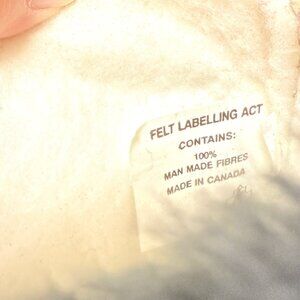 FELT LABELLING ACT
CONTAINS:
100%
MAN MADE FIBRES
MADE IN CANADA